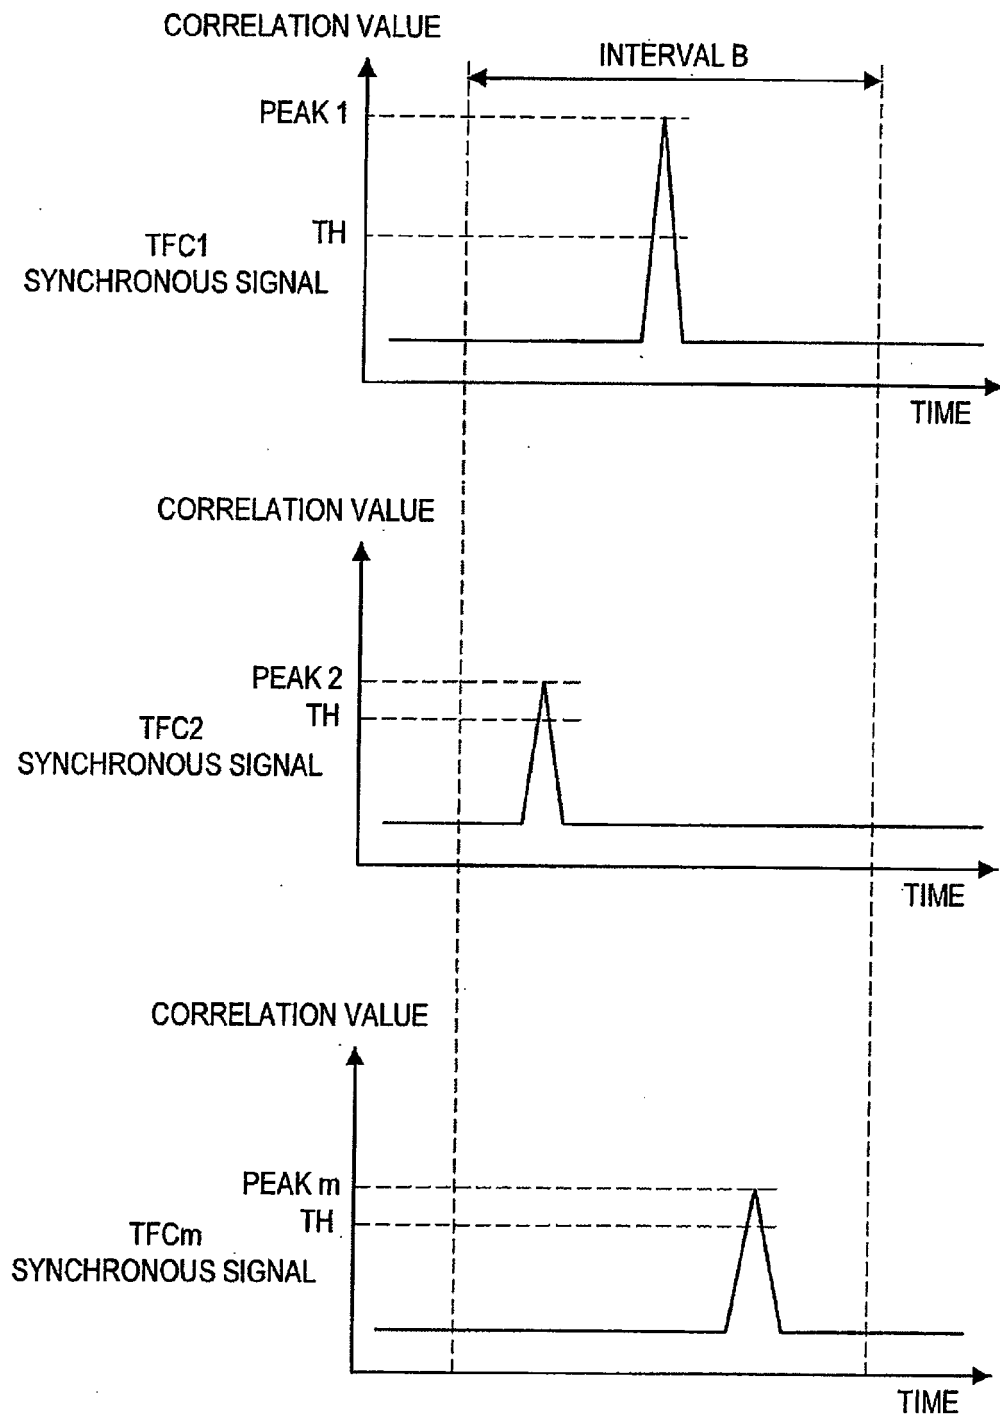 CORRELATION VALUE
INTERVAL B
PEAK 1
TH
TFC1
SYNCHRONOUS SIGNAL
TIME
CORRELATION VALUE
PEAK 2
TH
TFC2
SYNCHRONOUS SIGNAL
TIME
CORRELATION VALUE
PEAK m
TH
TFCm
SYNCHRONOUS SIGNAL
TIME